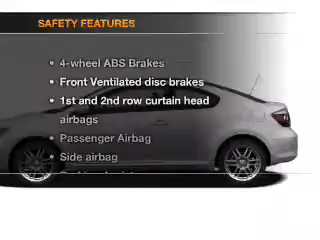 SAFETY FEATURES
• 4-wheel ABS Brakes
• Front Ventilated disc brakes
• 1st and 2nd row curtain head
airbags
• Passenger Airbag
• Side airbag